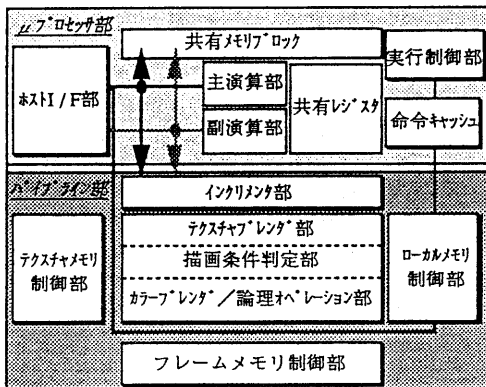 μプロセッサ部
共有メモリブロック
実行制御部
ホストI/F部
主演算部
共有レジスタ
副演算部
命令キャッシュ
パイプライン部
インクリメンタ部
テクスチャメモリ
制御部
テクスチャブレンダ部
描画条件判定部
カラーブレンダ/論理オペレーション部
ローカルメモリ
制御部
フレームメモリ制御部